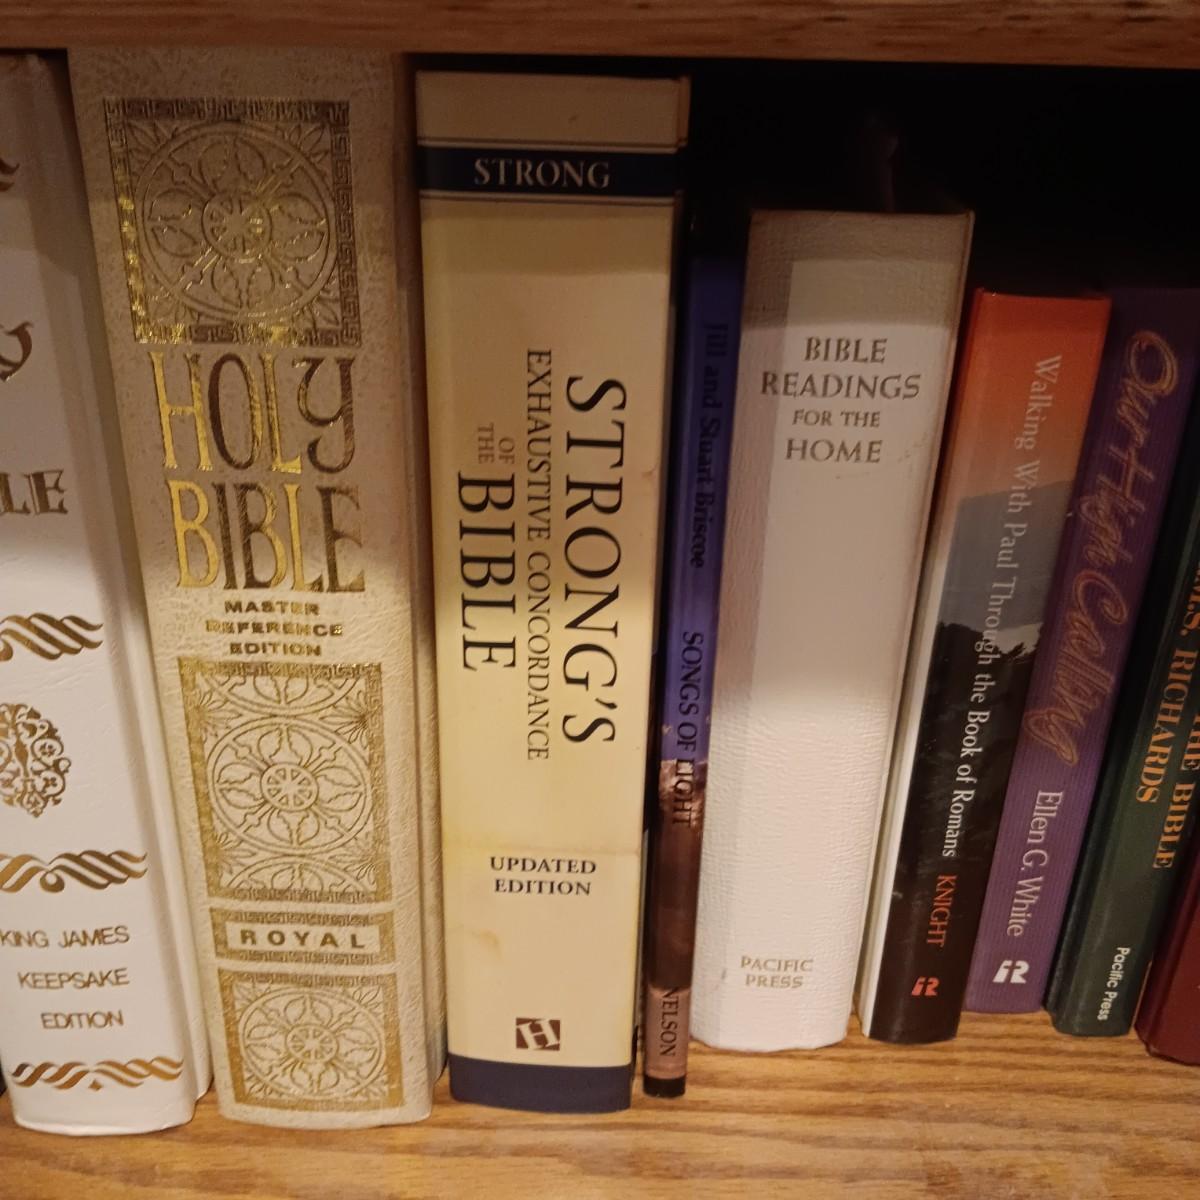 LE
KING JAMES
KEEPSAKE
EDITION
HOLY
BIBLE
MASTER
REFERENCE
EDITION
ROYAL
STRONG
STRONG'S
EXHAUSTIVE CONCORDANCE
OF
THE
BIBLE
UPDATED
EDITION
H
Jill and Stuart Briscoe
SONGS OF LIGHT
NELSON
BIBLE
READINGS
FOR THE
HOME
PACIFIC
PRESS
Walking With Paul Through the Book of Romans
KNIGHT
R
Our High Calling
Ellen G. White
R
THE BIBLE
RICHARDS
Pacific Press